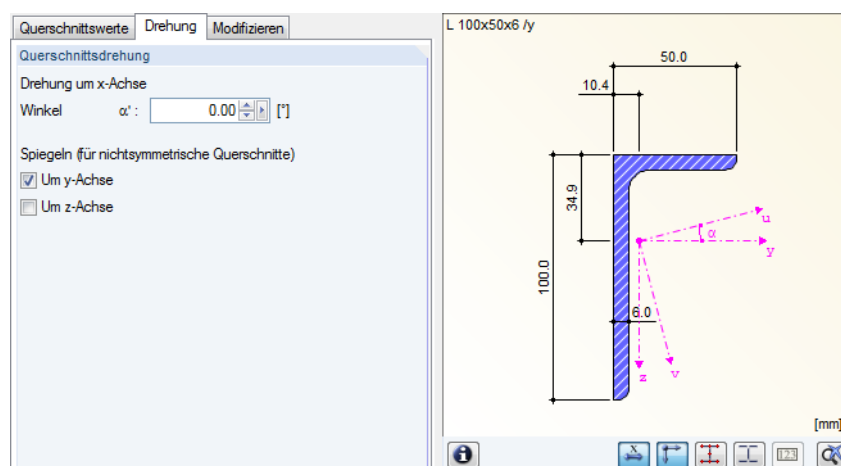 Querschnittswerte Drehung Modifizieren
Querschnittsdrehung
Drehung um x-Achse
Winkel α' : 0.00 [°]
Spiegeln (für nichtsymmetrische Querschnitte)
Um y-Achse
Um z-Achse
L 100x50x6 /y
50.0
10.4
34.9
100.0
6.0
u
α
y
z
v
[mm]
i
x
123